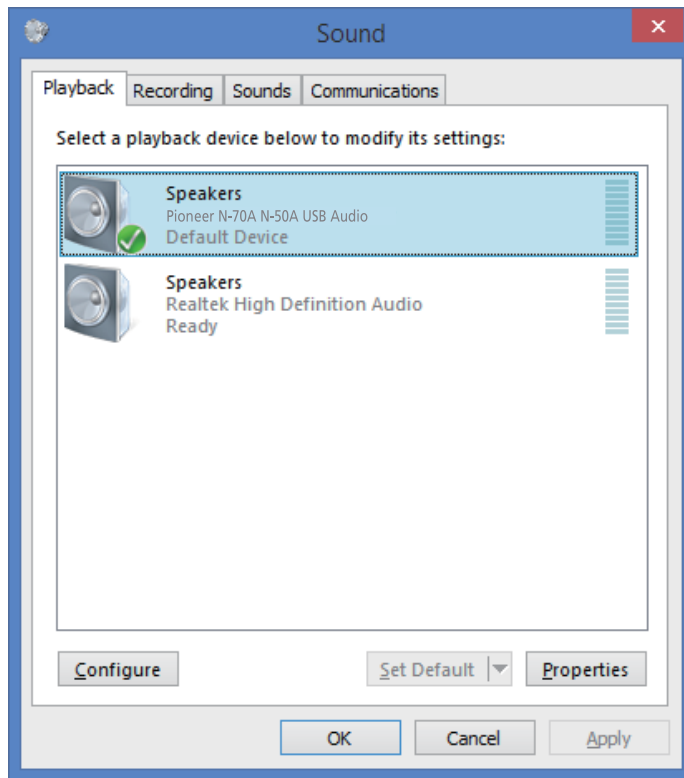 Sound
Playback Recording Sounds Communications
Select a playback device below to modify its settings:
Speakers
Pioneer N-70A N-50A USB Audio
Default Device
Speakers
Realtek High Definition Audio
Ready
Configure Set Default Properties
OK Cancel Apply